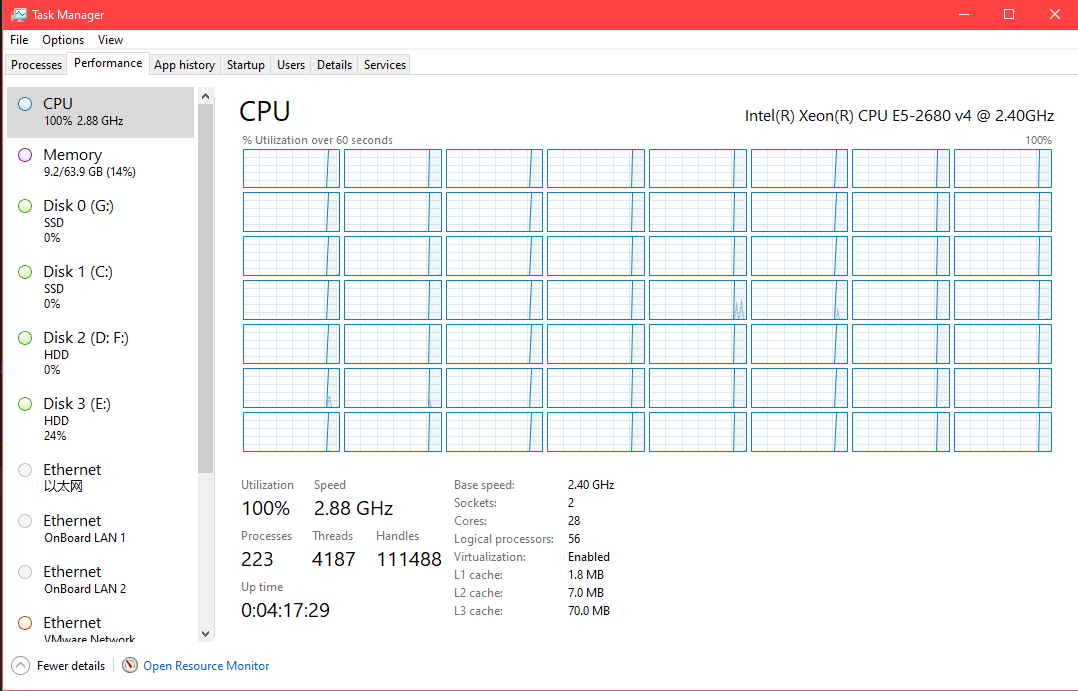 Task Manager
File Options View
Processes Performance App history Startup Users Details Services
CPU
100% 2.88 GHz
Memory
9.2/63.9 GB (14%)
Disk 0 (G:)
SSD
0%
Disk 1 (C:)
SSD
0%
Disk 2 (D: F:)
HDD
0%
Disk 3 (E:)
HDD
24%
Ethernet
以太网
Ethernet
OnBoard LAN 1
Ethernet
OnBoard LAN 2
Ethernet
VMware Network
CPU
Intel(R) Xeon(R) CPU E5-2680 v4 @ 2.40GHz
% Utilization over 60 seconds 100%
Utilization Speed
100% 2.88 GHz
Processes Threads Handles
223 4187 111488
Up time
0:04:17:29
Base speed: 2.40 GHz
Sockets: 2
Cores: 28
Logical processors: 56
Virtualization: Enabled
L1 cache: 1.8 MB
L2 cache: 7.0 MB
L3 cache: 70.0 MB
Fewer details Open Resource Monitor